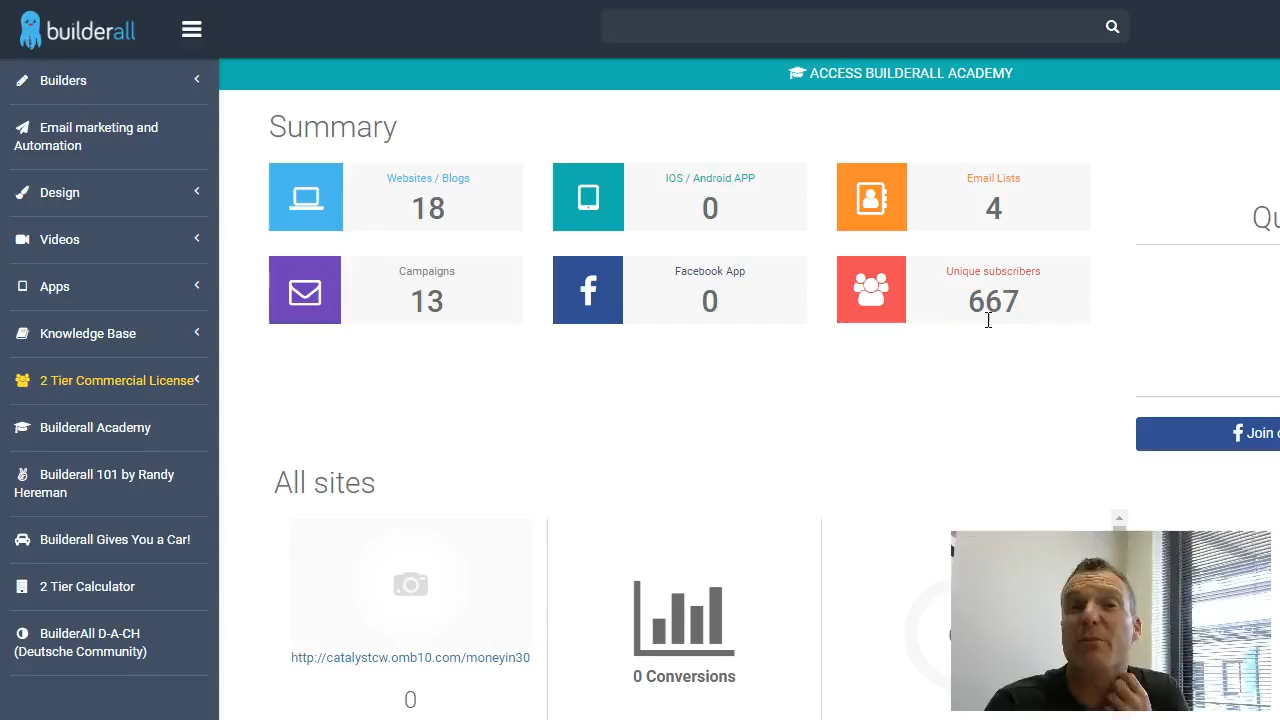 builderall
ACCESS BUILDERALL ACADEMY
Builders
Email marketing and
Automation
Design
Videos
Apps
Knowledge Base
2 Tier Commercial License
Builderall Academy
Builderall 101 by Randy
Hereman
Builderall Gives You a Car!
2 Tier Calculator
BuilderAll D-A-CH
(Deutsche Community)
Summary
Websites / Blogs
18
IOS / Android APP
0
Email Lists
4
Campaigns
13
Facebook App
0
Unique subscribers
667
Qu
Join
All sites
http://catalystcw.omb10.com/moneyin30
0
0 Conversions